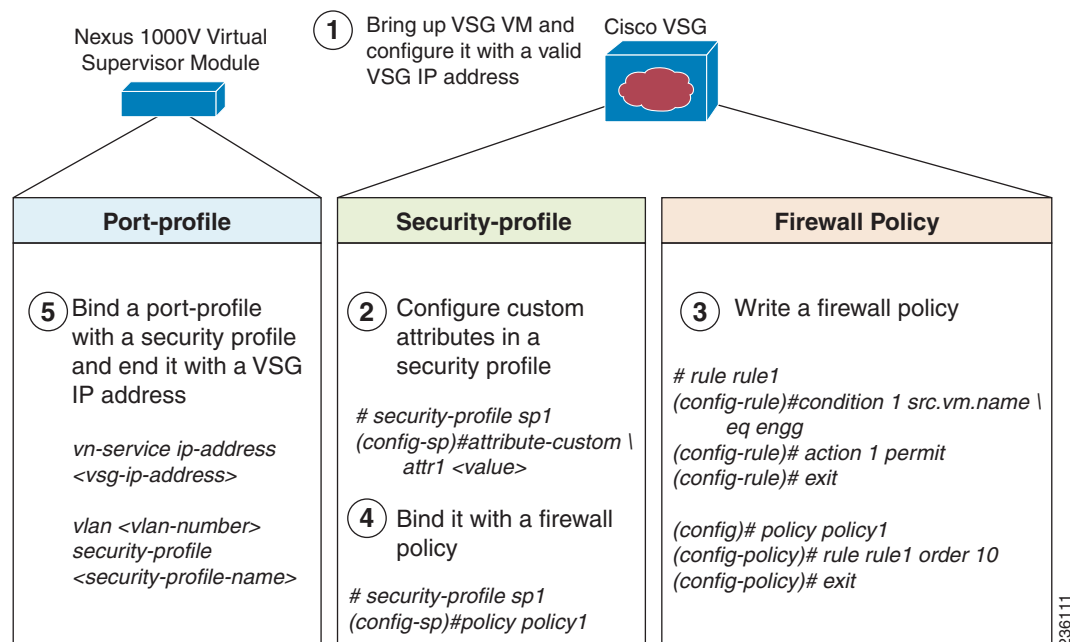 Nexus 1000V Virtual
Supervisor Module
1
Bring up VSG VM and
configure it with a valid
VSG IP address
Cisco VSG
Port-profile
5
Bind a port-profile
with a security profile
and end it with a VSG
IP address
vn-service ip-address
<vsg-ip-address>
vlan <vlan-number>
security-profile
<security-profile-name>
Security-profile
2
Configure custom
attributes in a
security profile
# security-profile sp1
(config-sp)#attribute-custom \
attr1 <value>
4
Bind it with a firewall
policy
# security-profile sp1
(config-sp)#policy policy1
Firewall Policy
3
Write a firewall policy
# rule rule1
(config-rule)#condition 1 src.vm.name \
eq engg
(config-rule)# action 1 permit
(config-rule)# exit
(config)# policy policy1
(config-policy)# rule rule1 order 10
(config-policy)# exit
236111